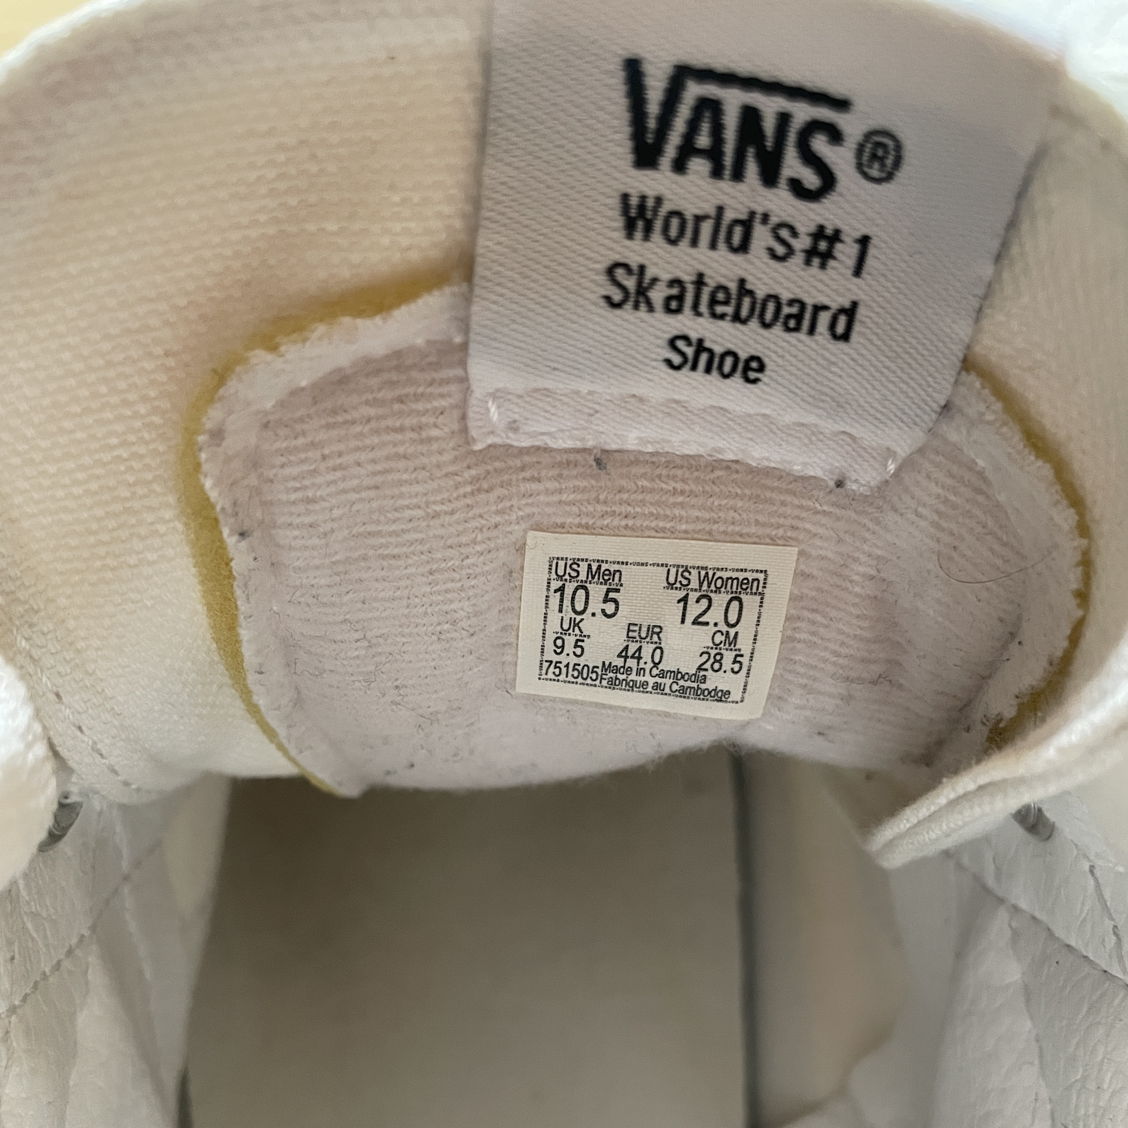 VANS®
World's#1
Skateboard
Shoe
US Men US Women
10.5 12.0
UK EUR CM
9.5 44.0 28.5
751505 Made in Cambodia
Fabrique au Cambodge